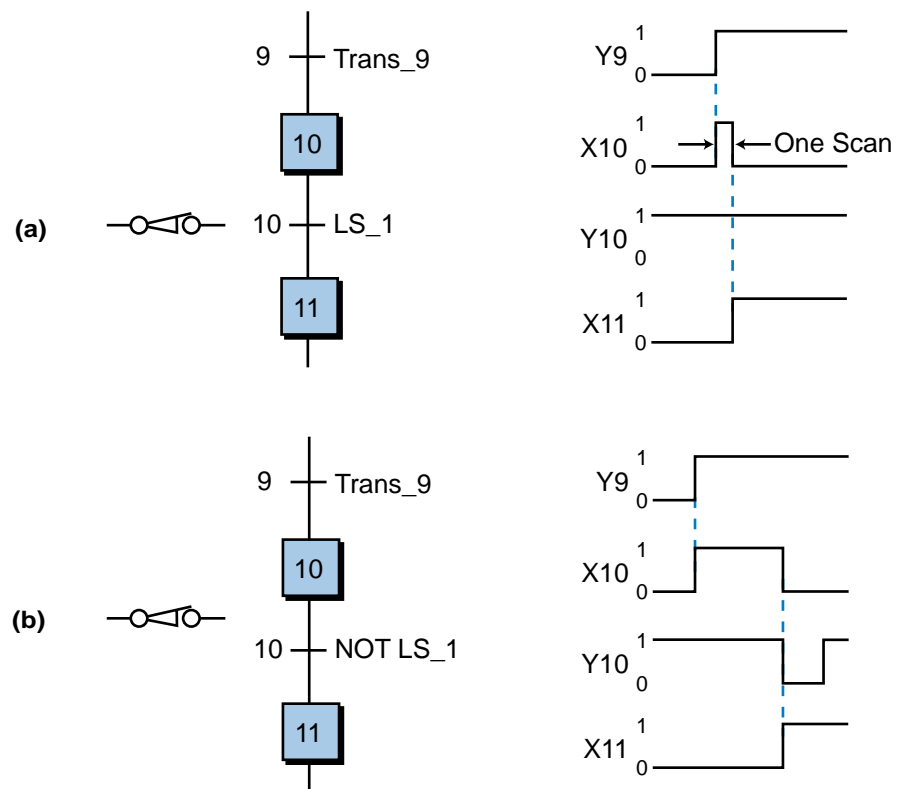 9 Trans_9
10
(a)
10 LS_1
11
Y9 1
0
X10 1
0
One Scan
Y10 1
0
X11 1
0
9 Trans_9
10
(b)
10 NOT LS_1
11
Y9 1
0
X10 1
0
Y10 1
0
X11 1
0